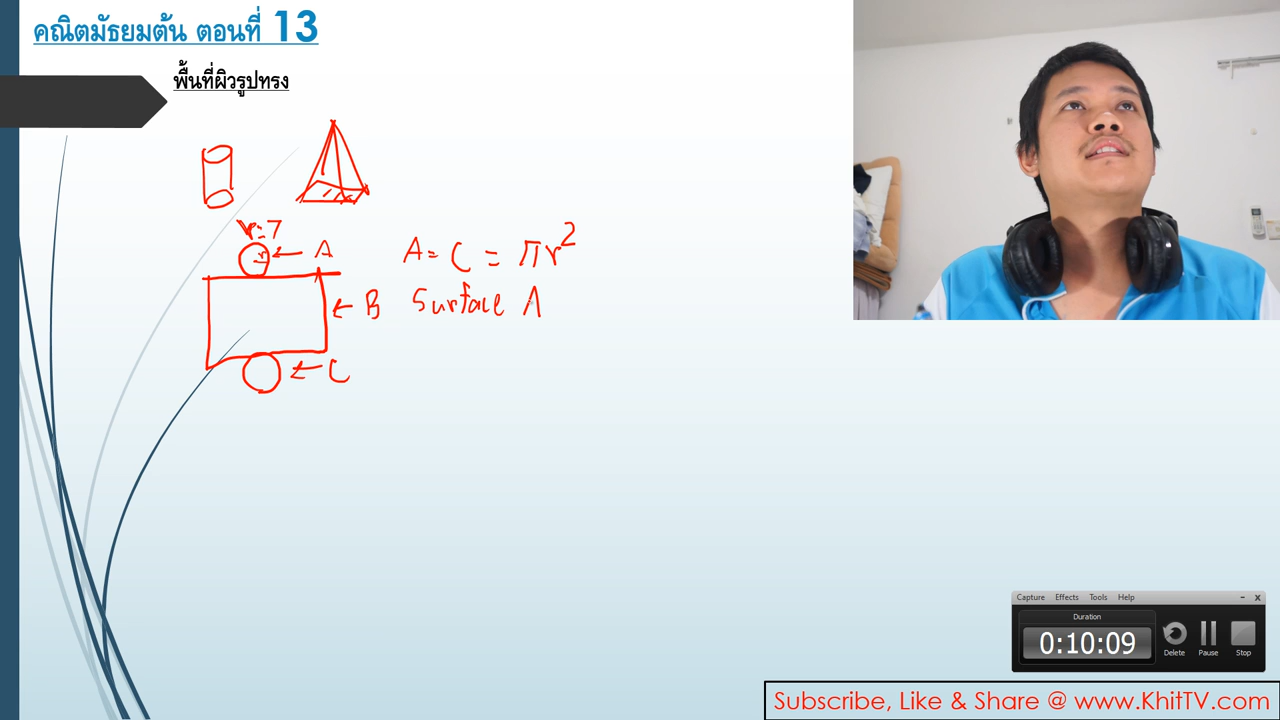 คณิตมัธยมต้น ตอนที่ 13
พื้นที่ผิวรูปทรง
r=7
r
A
A = C = πr²
B
Surface A
C
Capture Effects Tools Help
Duration
0:10:09
Delete Pause Stop
Subscribe, Like & Share @ www.KhitTV.com